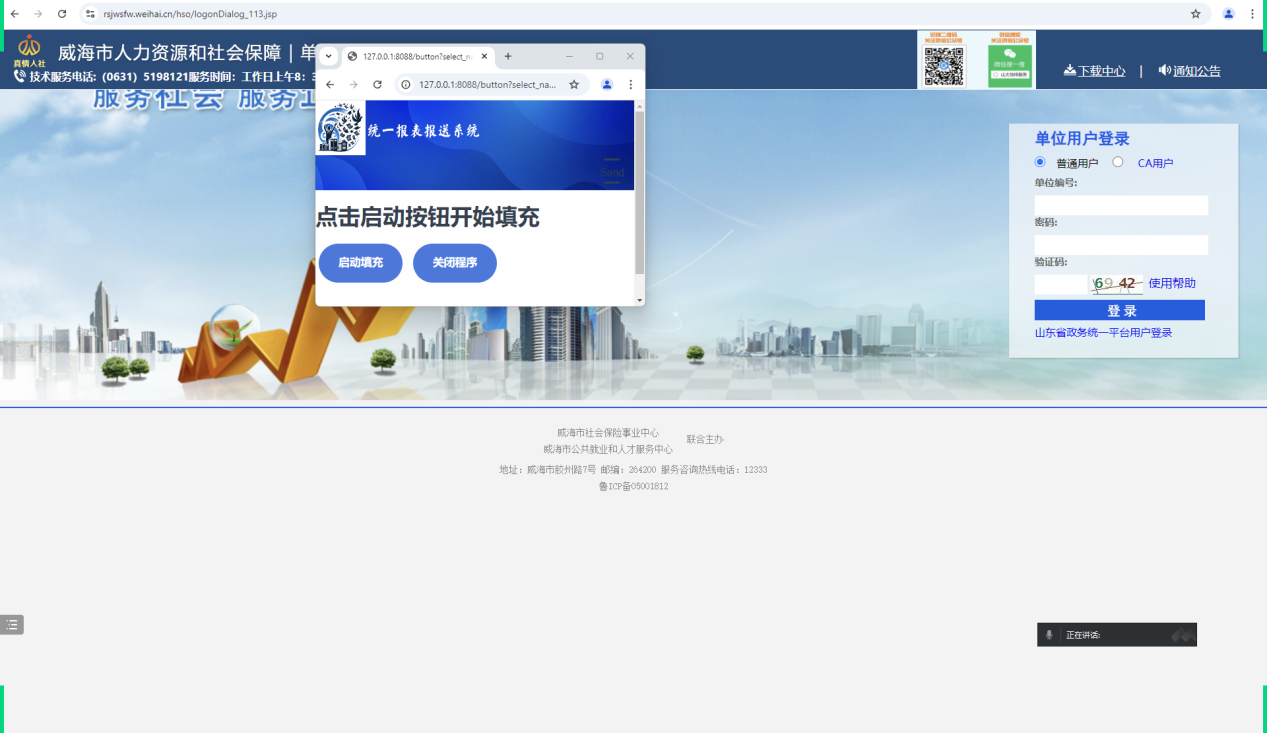 rsjwsfw.weihai.cn/hso/logonDialog_113.jsp
真情人社
威海市人力资源和社会保障 | 单
技术服务电话: (0631) 5198121服务时间: 工作日上午8: 3
下载中心 | 通知公告
服务社会 服务企
127.0.0.1:8088/button?select_n
127.0.0.1:8088/button?select_na...
统一报表报送系统
Send
点击启动按钮开始填充
启动填充 关闭程序
单位用户登录
普通用户 CA用户
单位编号:
密码:
验证码:
69 42 使用帮助
登 录
山东省政务统一平台用户登录
威海市社会保险事业中心
威海市公共就业和人才服务中心
联合主办
地址: 威海市胶州路7号 邮编: 264200 服务咨询热线电话: 12333
鲁ICP备05001812
正在讲话: